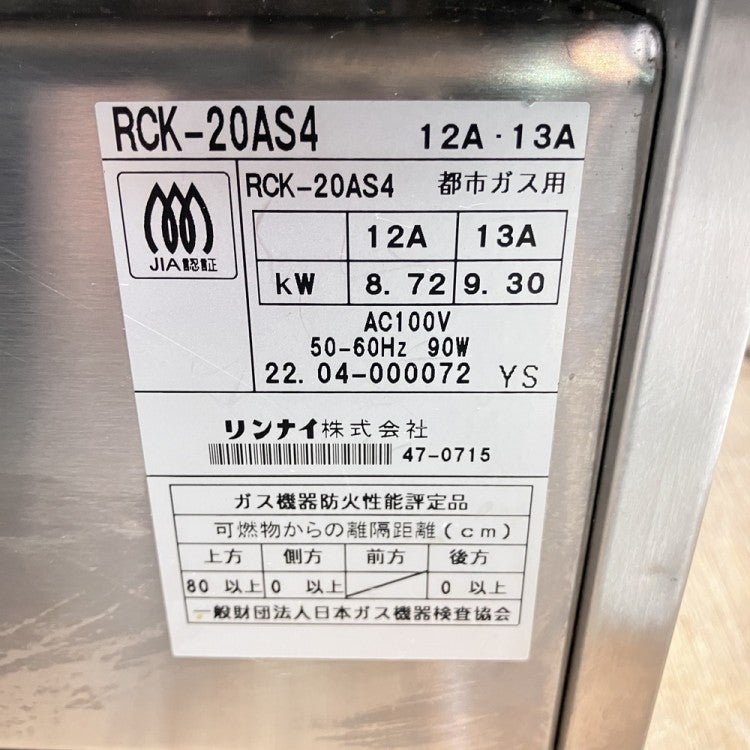 RCK-20AS4 12A・13A
JIA認証
RCK-20AS4 都市ガス用
12A 13A
kW 8.72 9.30
AC100V
50-60Hz 90W
22.04-000072 YS
リンナイ株式会社
47-0715
ガス機器防火性能評定品
可燃物からの離隔距離(cm)
上方 側方 前方 後方
80 以上 0 以上 0 以上
一般財団法人日本ガス機器検査協会